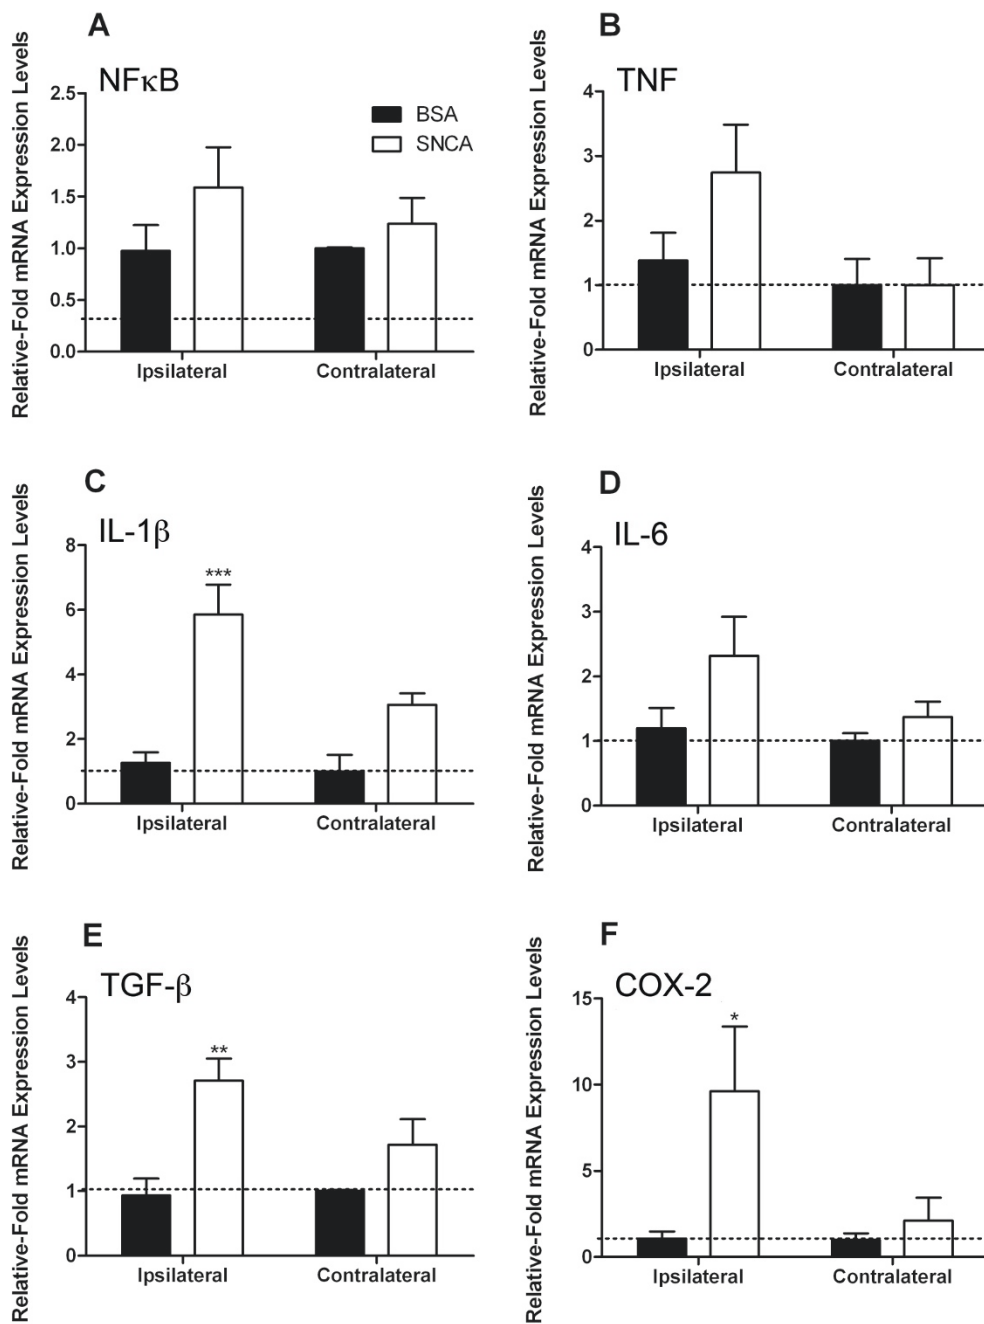 A
NFκB
Relative-Fold mRNA Expression Levels
2.5
2.0
1.5
1.0
0.5
0.0
BSA
SNCA
Ipsilateral
Contralateral
B
TNF
Relative-Fold mRNA Expression Levels
4
3
2
1
0
Ipsilateral
Contralateral
C
IL-1β
Relative-Fold mRNA Expression Levels
8
6
4
2
0
***
Ipsilateral
Contralateral
D
IL-6
Relative-Fold mRNA Expression Levels
4
3
2
1
0
Ipsilateral
Contralateral
E
TGF-β
Relative-Fold mRNA Expression Levels
4
3
2
1
0
**
Ipsilateral
Contralateral
F
COX-2
Relative-Fold mRNA Expression Levels
15
10
5
0
*
Ipsilateral
Contralateral